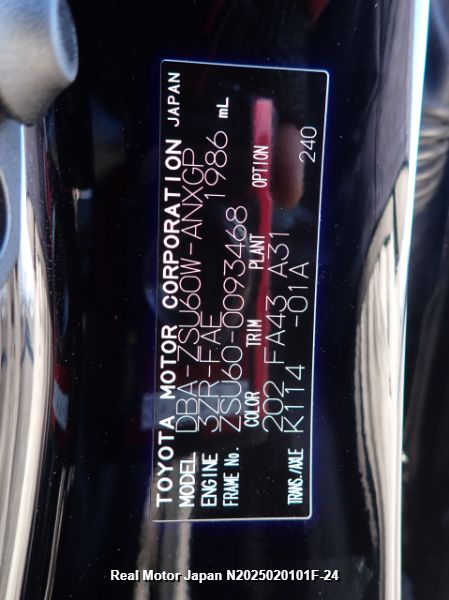 TOYOTA MOTOR CORPORATION JAPAN
MODEL DBA-ZSU60W-ANXGP
ENGINE 3ZR-FAE 1986 mL
FRAME No. ZSU60-0093468
COLOR TRIM PLANT OPTION
202 FA43 A31 240
TRANS./AXLE K114 -01A
Real Motor Japan N2025020101F-24